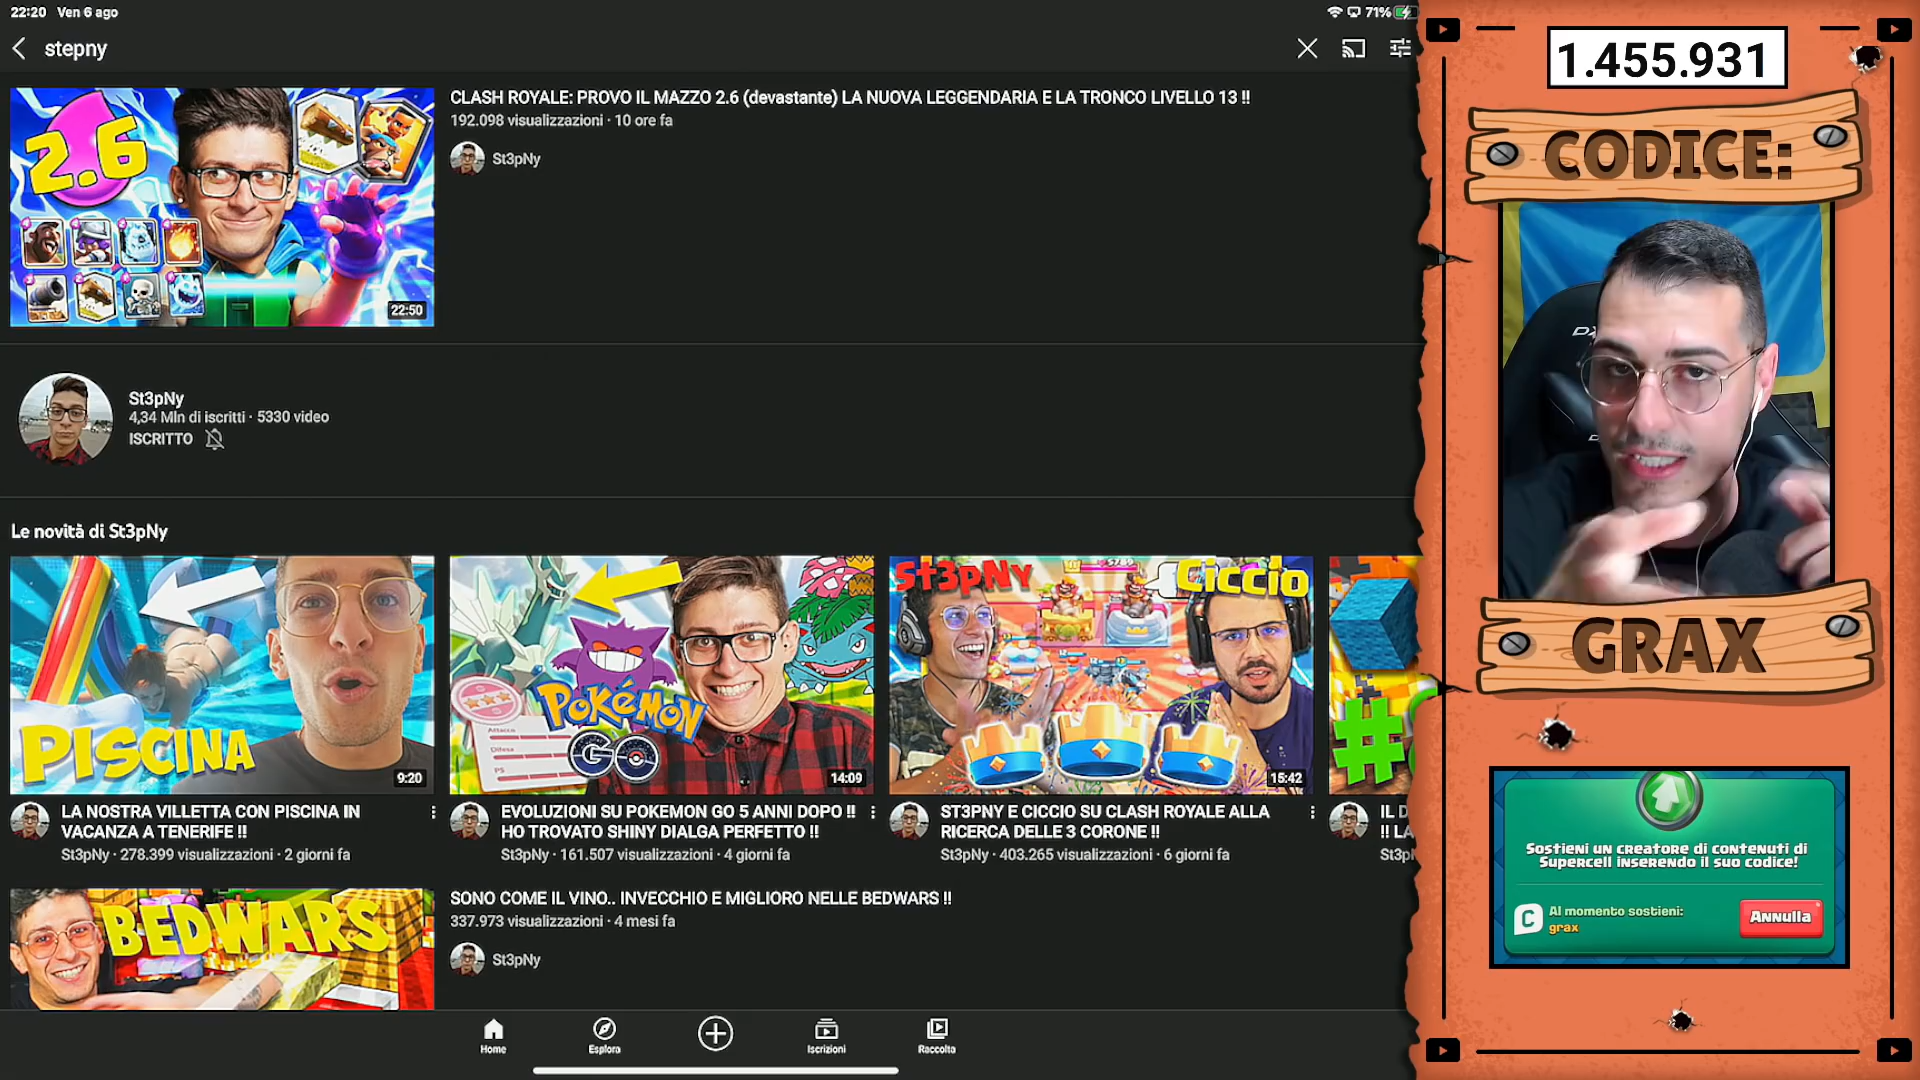 22:20 Ven 6 ago
71%
stepny
2.6
22:50
CLASH ROYALE: PROVO IL MAZZO 2.6 (devastante) LA NUOVA LEGGENDARIA E LA TRONCO LIVELLO 13 !!
192.098 visualizzazioni · 10 ore fa
St3pNy
St3pNy
4,34 Mln di iscritti · 5330 video
ISCRITTO
Le novità di St3pNy
PISCINA
9:20
LA NOSTRA VILLETTA CON PISCINA IN
VACANZA A TENERIFE !!
St3pNy · 278.399 visualizzazioni · 2 giorni fa
Attacco
Difesa
PS
POKéMON
GO
14:09
EVOLUZIONI SU POKEMON GO 5 ANNI DOPO !!
HO TROVATO SHINY DIALGA PERFETTO !!
St3pNy · 161.507 visualizzazioni · 4 giorni fa
St3pNy
Ciccio
15:42
ST3PNY E CICCIO SU CLASH ROYALE ALLA
RICERCA DELLE 3 CORONE !!
St3pNy · 403.265 visualizzazioni · 6 giorni fa
#
IL D
!! LA
St3p
BEDWARS
SONO COME IL VINO.. INVECCHIO E MIGLIORO NELLE BEDWARS !!
337.973 visualizzazioni · 4 mesi fa
St3pNy
Home
Esplora
Iscrizioni
Raccolta
1.455.931
CODICE:
GRAX
Sostieni un creatore di contenuti di
Supercell inserendo il suo codice!
C
Al momento sostieni:
grax
Annulla